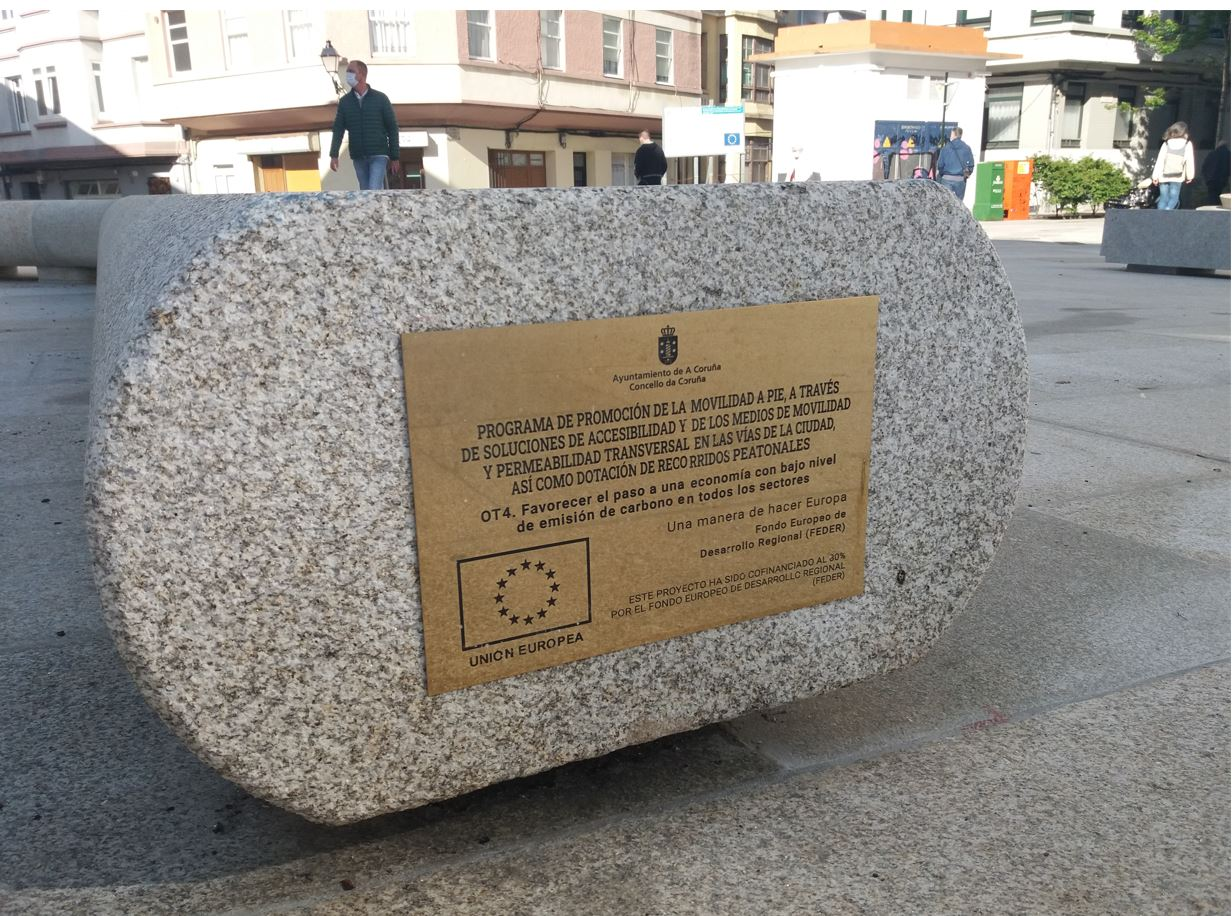 Ayuntamiento de A Coruña
Concello da Coruña
PROGRAMA DE PROMOCIÓN DE LA MOVILIDAD A PIE, A TRAVÉS
DE SOLUCIONES DE ACCESIBILIDAD Y DE LOS MEDIOS DE MOVILIDAD
Y PERMEABILIDAD TRANSVERSAL EN LAS VÍAS DE LA CIUDAD,
ASÍ COMO DOTACIÓN DE RECORRIDOS PEATONALES
OT4. Favorecer el paso a una economía con bajo nivel
de emisión de carbono en todos los sectores
Una manera de hacer Europa
Fondo Europeo de
Desarrollo Regional (FEDER)
ESTE PROYECTO HA SIDO COFINANCIADO AL 30%
POR EL FONDO EUROPEO DE DESARROLLO REGIONAL
(FEDER)
UNIÓN EUROPEA